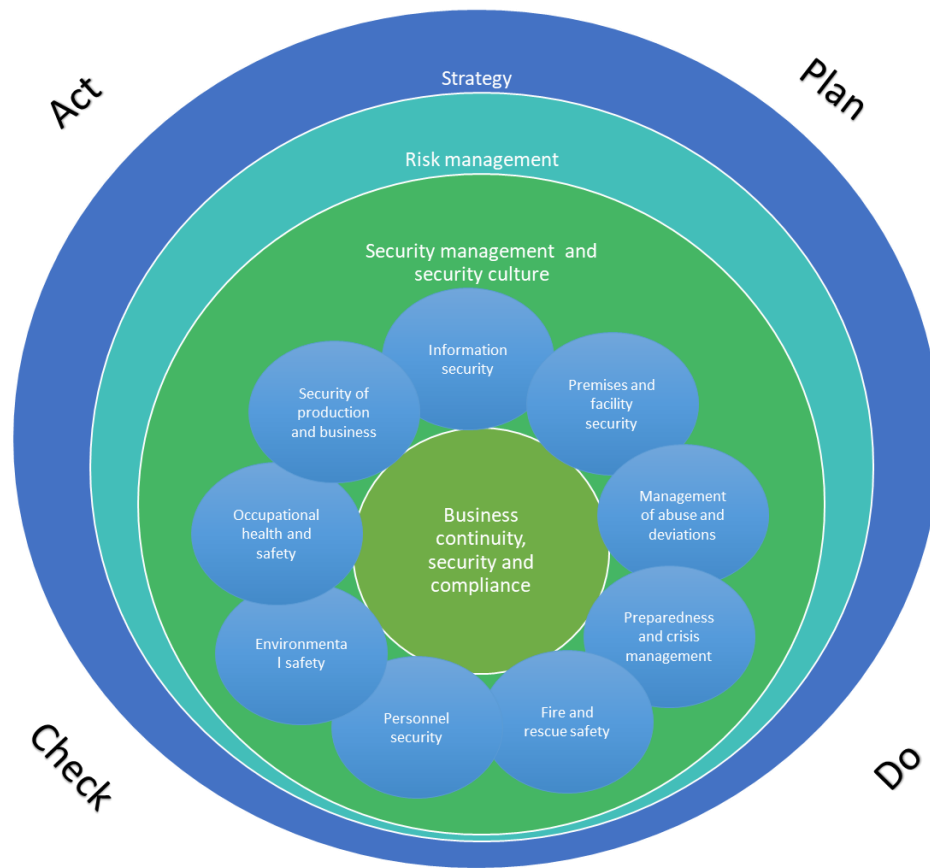 Act
Plan
Strategy
Risk management
Security management and
security culture
Information
security
Premises and
facility
security
Security of
production
and business
Management
of abuse and
deviations
Occupational
health and
safety
Business
continuity,
security and
compliance
Preparedness
and crisis
management
Environmenta
l safety
Personnel
security
Fire and
rescue safety
Check
Do